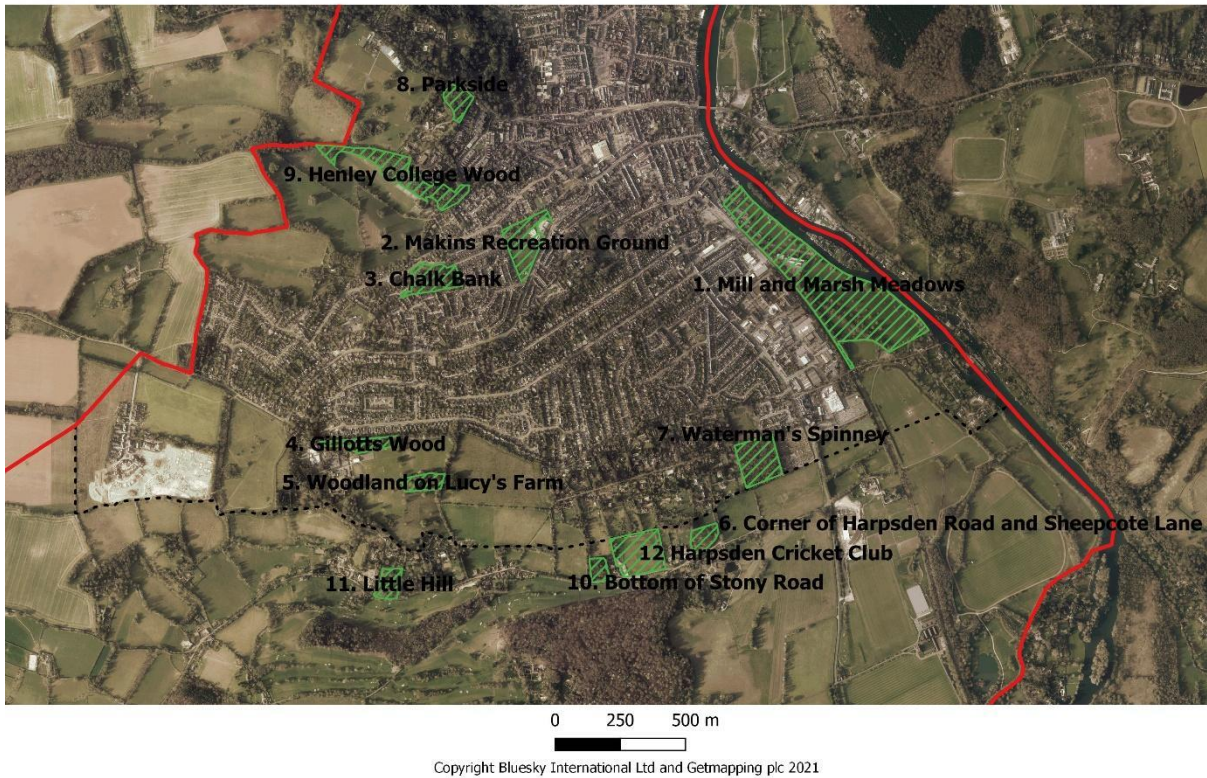 8. Parkside
9. Henley College Wood
2. Makins Recreation Ground
3. Chalk Bank
1. Mill and Marsh Meadows
7. Waterman's Spinney
4. Gillotts Wood
5. Woodland on Lucy's Farm
6. Corner of Harpsden Road and Sheepcote Lane
12 Harpsden Cricket Club
11. Little Hill
10. Bottom of Stony Road
0 250 500 m
Copyright Bluesky International Ltd and Getmapping plc 2021